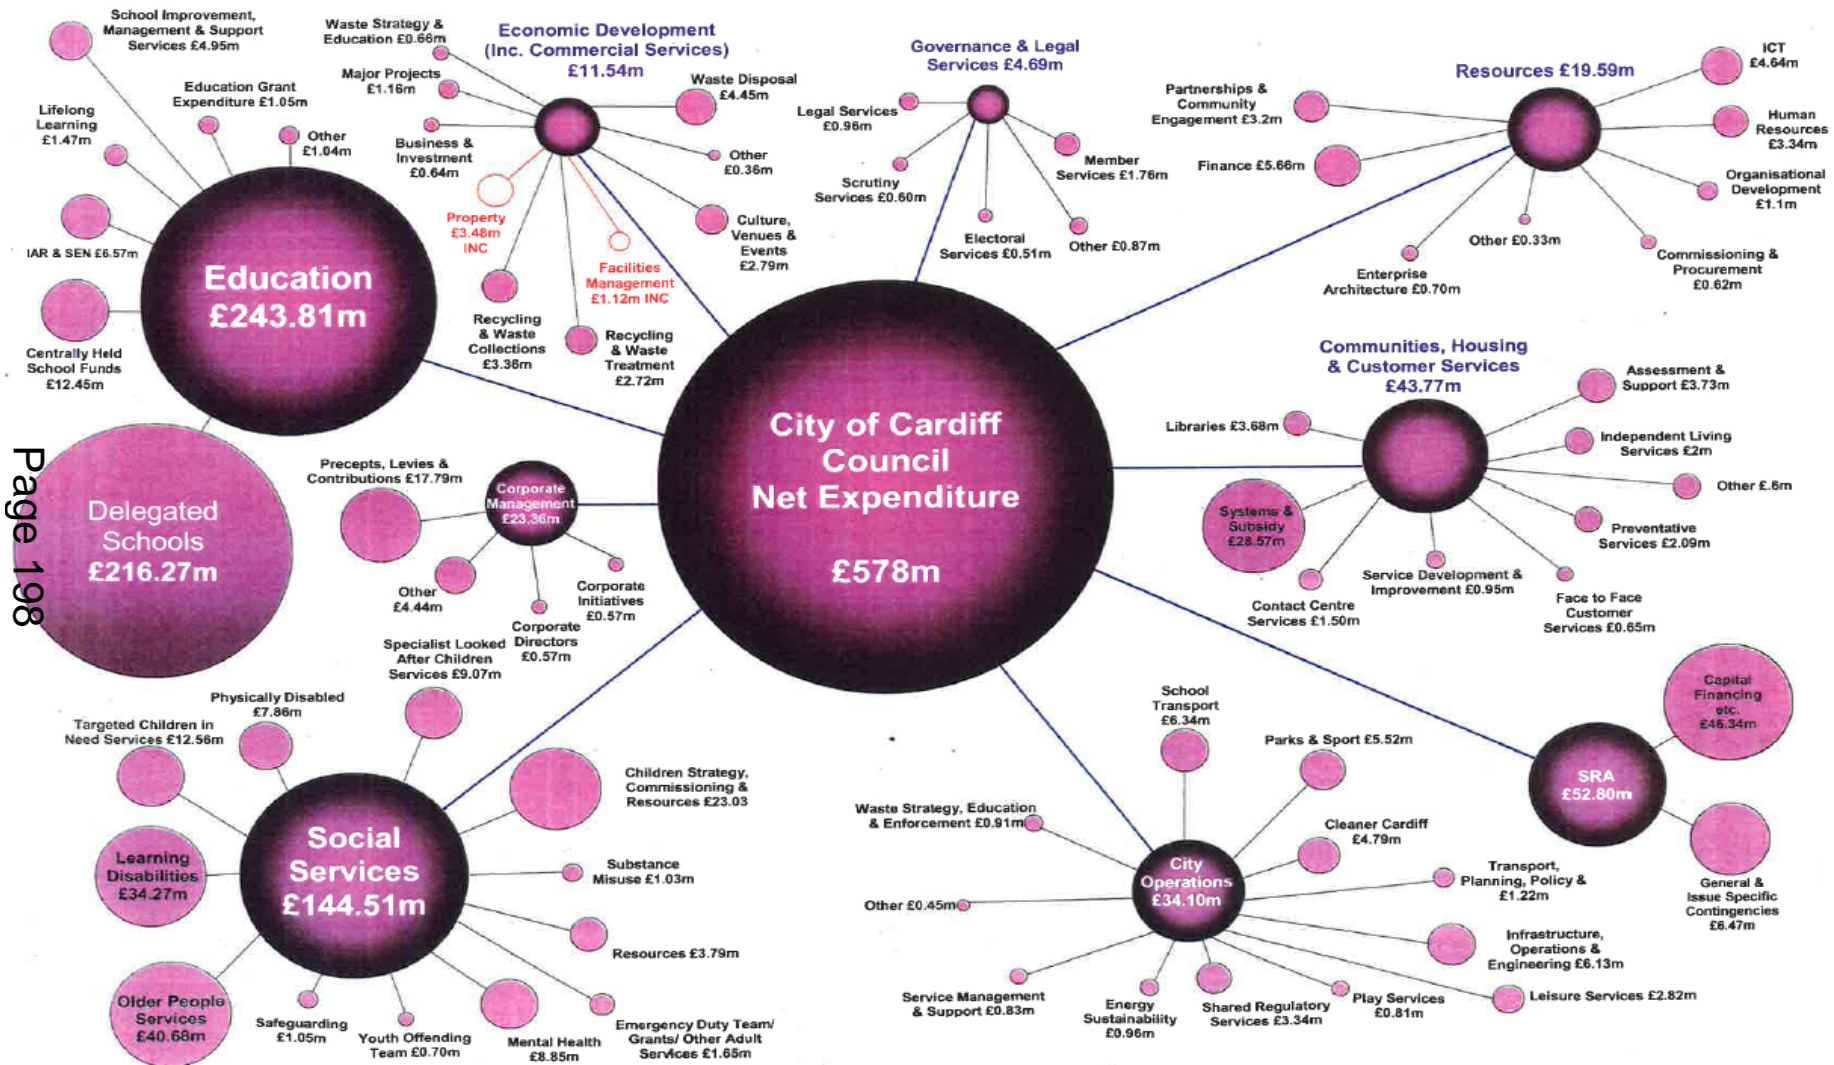 School Improvement,
Management & Support
Services £4.95m
Education Grant
Expenditure £1.05m
Lifelong
Learning
£1.47m
Other
£1.04m
IAR & SEN £6.57m
Centrally Held
School Funds
£12.45m
Education
£243.81m
Delegated
Schools
£216.27m
Page 198
Economic Development
(Inc. Commercial Services)
£11.54m
Waste Strategy &
Education £0.66m
Major Projects
£1.16m
Business &
Investment
£0.64m
Property
£3.48m
INC
Recycling
& Waste
Collections
£3.36m
Recycling
& Waste
Treatment
£2.72m
Facilities
Management
£1.12m INC
Culture,
Venues &
Events
£2.79m
Other
£0.36m
Waste Disposal
£4.45m
Governance & Legal
Services £4.69m
Legal Services
£0.96m
Scrutiny
Services £0.60m
Electoral
Services £0.51m
Other £0.87m
Member
Services £1.76m
Resources £19.59m
Partnerships &
Community
Engagement £3.2m
Finance £5.66m
Enterprise
Architecture £0.70m
Other £0.33m
Commissioning &
Procurement
£0.62m
Organisational
Development
£1.1m
Human
Resources
£3.34m
ICT
£4.64m
City of Cardiff
Council
Net Expenditure
£578m
Communities, Housing
& Customer Services
£43.77m
Libraries £3.68m
Systems &
Subsidy
£28.57m
Contact Centre
Services £1.50m
Service Development &
Improvement £0.95m
Face to Face
Customer
Services £0.65m
Preventative
Services £2.09m
Other £.6m
Independent Living
Services £2m
Assessment &
Support £3.73m
Corporate
Management
£23.36m
Precepts, Levies &
Contributions £17.79m
Other
£4.44m
Corporate
Directors
£0.57m
Corporate
Initiatives
£0.57m
Social
Services
£144.51m
Specialist Looked
After Children
Services £9.07m
Physically Disabled
£7.86m
Targeted Children in
Need Services £12.56m
Learning
Disabilities
£34.27m
Older People
Services
£40.68m
Safeguarding
£1.05m
Youth Offending
Team £0.70m
Mental Health
£8.85m
Emergency Duty Team/
Grants/ Other Adult
Services £1.65m
Resources £3.79m
Substance
Misuse £1.03m
Children Strategy,
Commissioning &
Resources £23.03
City
Operations
£34.10m
School
Transport
£6.34m
Parks & Sport £5.52m
Cleaner Cardiff
£4.79m
Transport,
Planning, Policy &
£1.22m
Infrastructure,
Operations &
Engineering £6.13m
Leisure Services £2.82m
Play Services
£0.81m
Shared Regulatory
Services £3.34m
Energy
Sustainability
£0.96m
Service Management
& Support £0.83m
Other £0.45m
Waste Strategy, Education
& Enforcement £0.91m
SRA
£52.80m
Capital
Financing
etc.
£46.34m
General &
Issue Specific
Contingencies
£6.47m